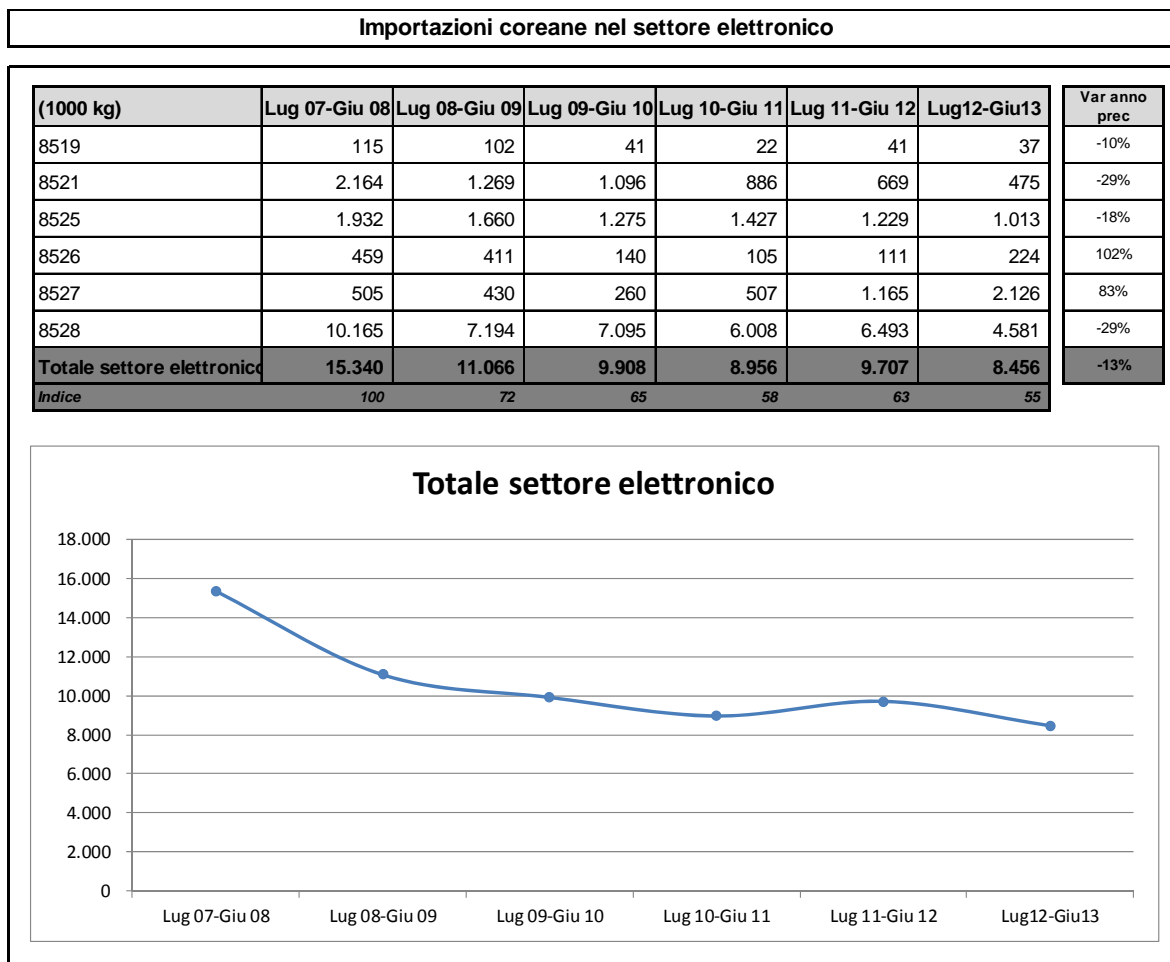 Importazioni coreane nel settore elettronico
(1000 kg) Lug 07-Giu 08 Lug 08-Giu 09 Lug 09-Giu 10 Lug 10-Giu 11 Lug 11-Giu 12 Lug12-Giu13 Var anno prec
8519 115 102 41 22 41 37 -10%
8521 2.164 1.269 1.096 886 669 475 -29%
8525 1.932 1.660 1.275 1.427 1.229 1.013 -18%
8526 459 411 140 105 111 224 102%
8527 505 430 260 507 1.165 2.126 83%
8528 10.165 7.194 7.095 6.008 6.493 4.581 -29%
Totale settore elettronico 15.340 11.066 9.908 8.956 9.707 8.456 -13%
Indice 100 72 65 58 63 55
Totale settore elettronico
18.000
16.000
14.000
12.000
10.000
8.000
6.000
4.000
2.000
0
Lug 07-Giu 08 Lug 08-Giu 09 Lug 09-Giu 10 Lug 10-Giu 11 Lug 11-Giu 12 Lug12-Giu13